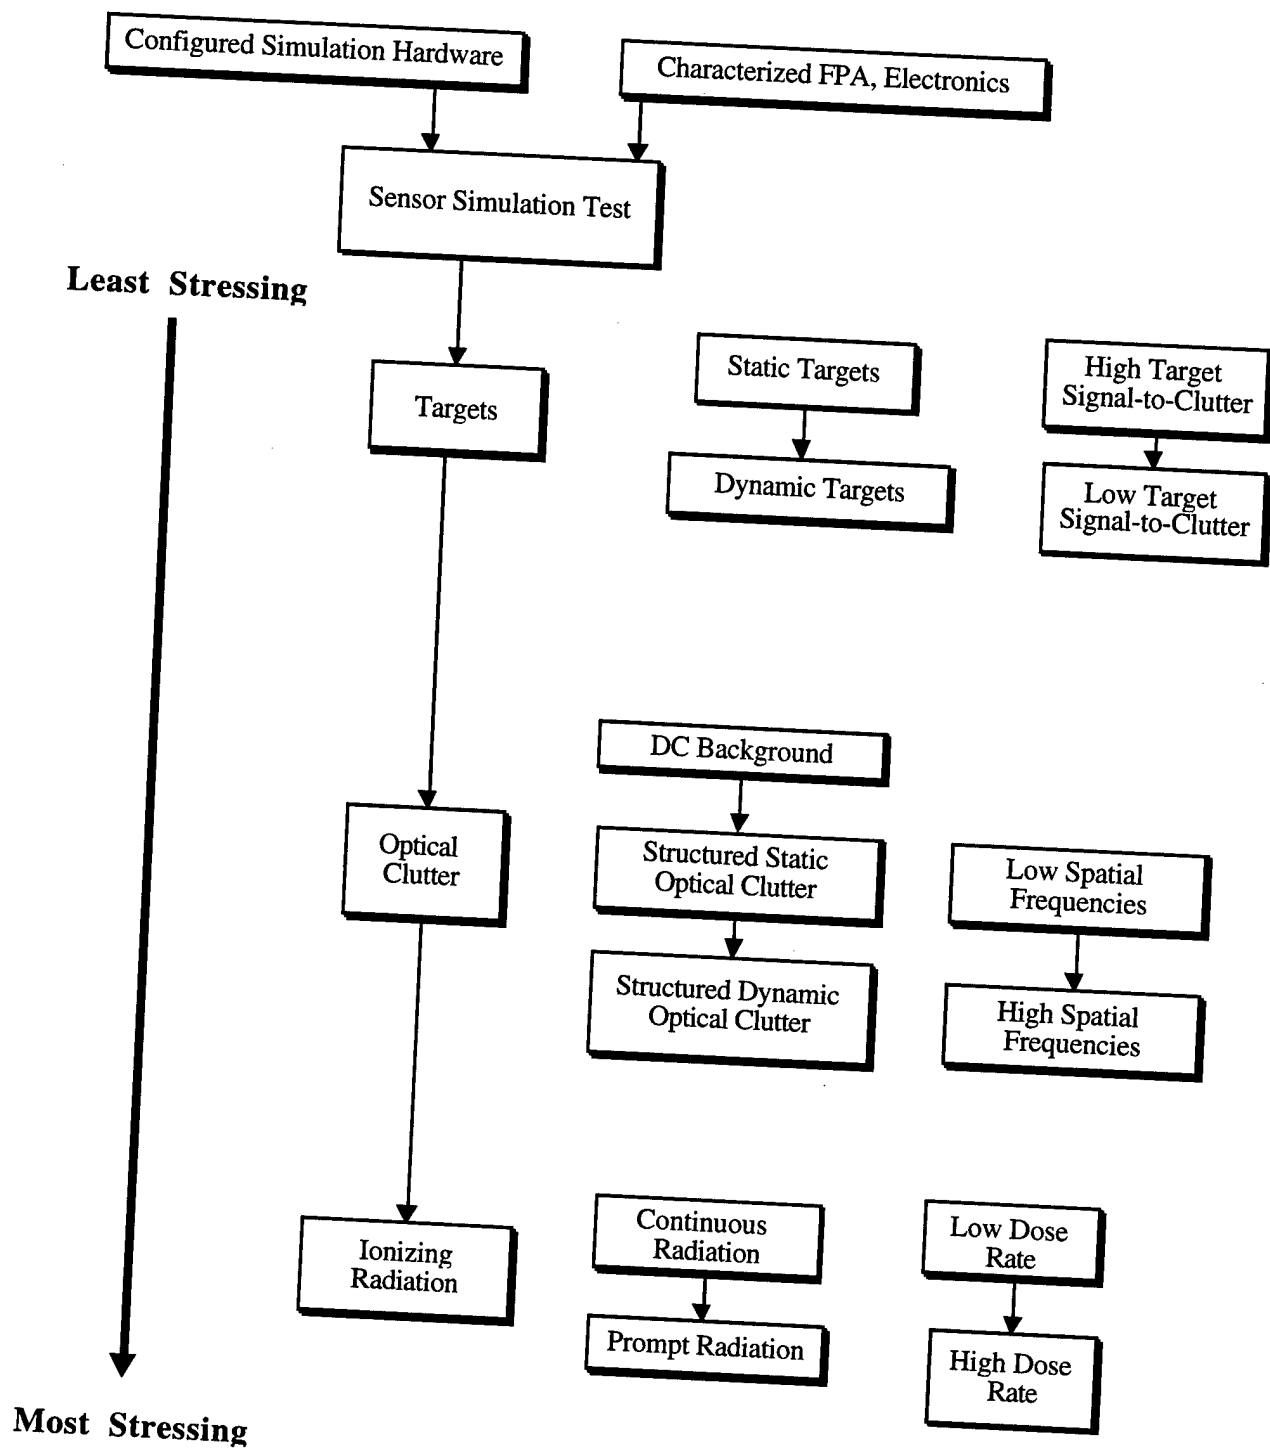 Configured Simulation Hardware
Characterized FPA, Electronics
Sensor Simulation Test
Least Stressing
Targets
Static Targets
Dynamic Targets
High Target
Signal-to-Clutter
Low Target
Signal-to-Clutter
DC Background
Optical
Clutter
Structured Static
Optical Clutter
Structured Dynamic
Optical Clutter
Low Spatial
Frequencies
High Spatial
Frequencies
Ionizing
Radiation
Continuous
Radiation
Prompt Radiation
Low Dose
Rate
High Dose
Rate
Most Stressing